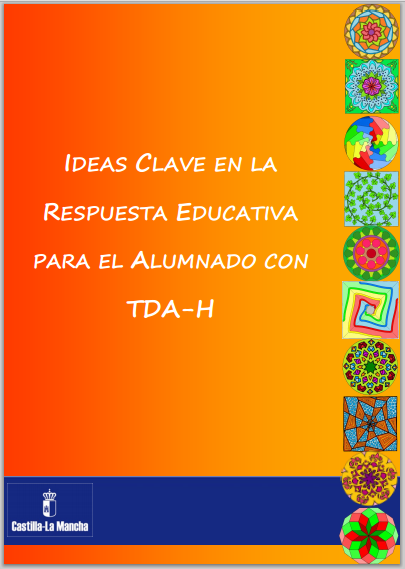 IDEAS CLAVE EN LA
RESPUESTA EDUCATIVA
PARA EL ALUMNADO CON
TDA-H
Castilla-La Mancha